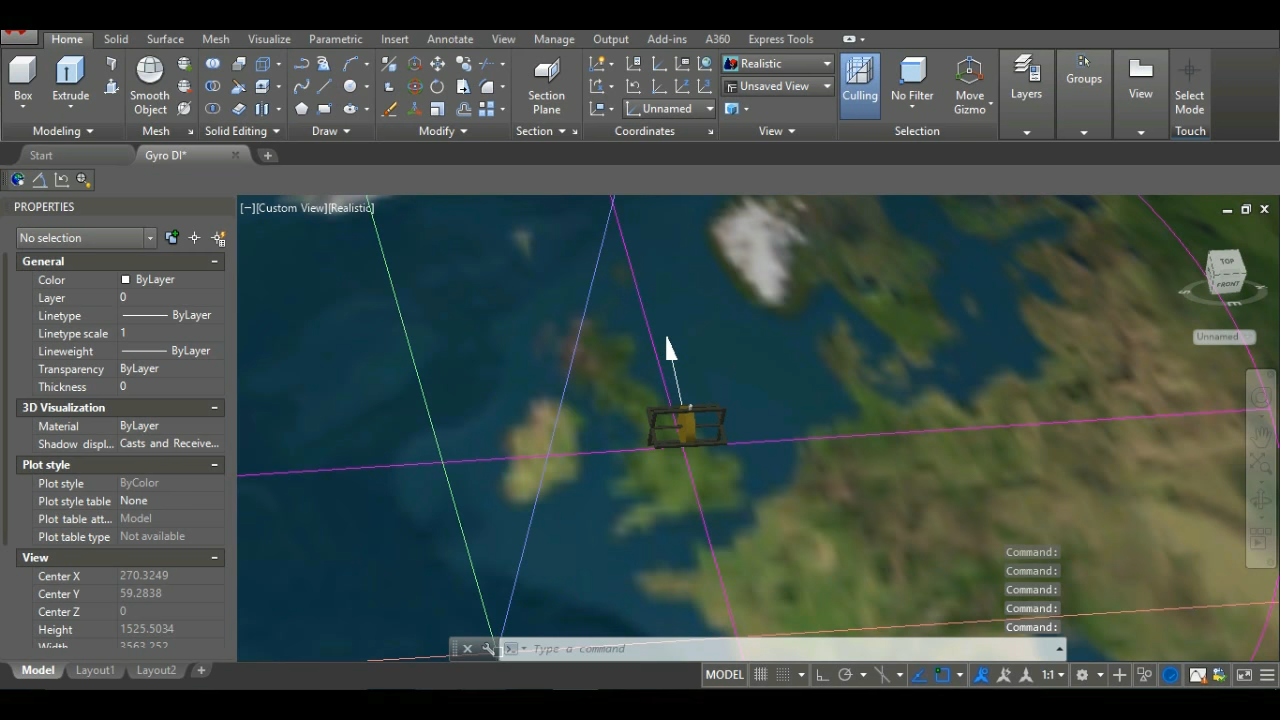 Home Solid Surface Mesh Visualize Parametric Insert Annotate View Manage Output Add-ins A360 Express Tools
Box Extrude Smooth Object Section Plane Realistic Unsaved View Unnamed Culling No Filter Move Gizmo Layers Groups View Select Mode
Modeling Mesh Solid Editing Draw Modify Section Coordinates View Selection Touch
Start Gyro DI*
PROPERTIES
[−][Custom View][Realistic]
No selection
TOP
FRONT
Unnamed
General
Color ByLayer
Layer 0
Linetype ByLayer
Linetype scale 1
Lineweight ByLayer
Transparency ByLayer
Thickness 0
3D Visualization
Material ByLayer
Shadow displ... Casts and Receive...
Plot style
Plot style ByColor
Plot style table None
Plot table att... Model
Plot table type Not available
View
Center X 270.3249
Center Y 59.2838
Center Z 0
Height 1525.5034
Width 3563.252
Command:
Command:
Command:
Command:
Command:
Type a command
Model Layout1 Layout2 +
MODEL 1:1